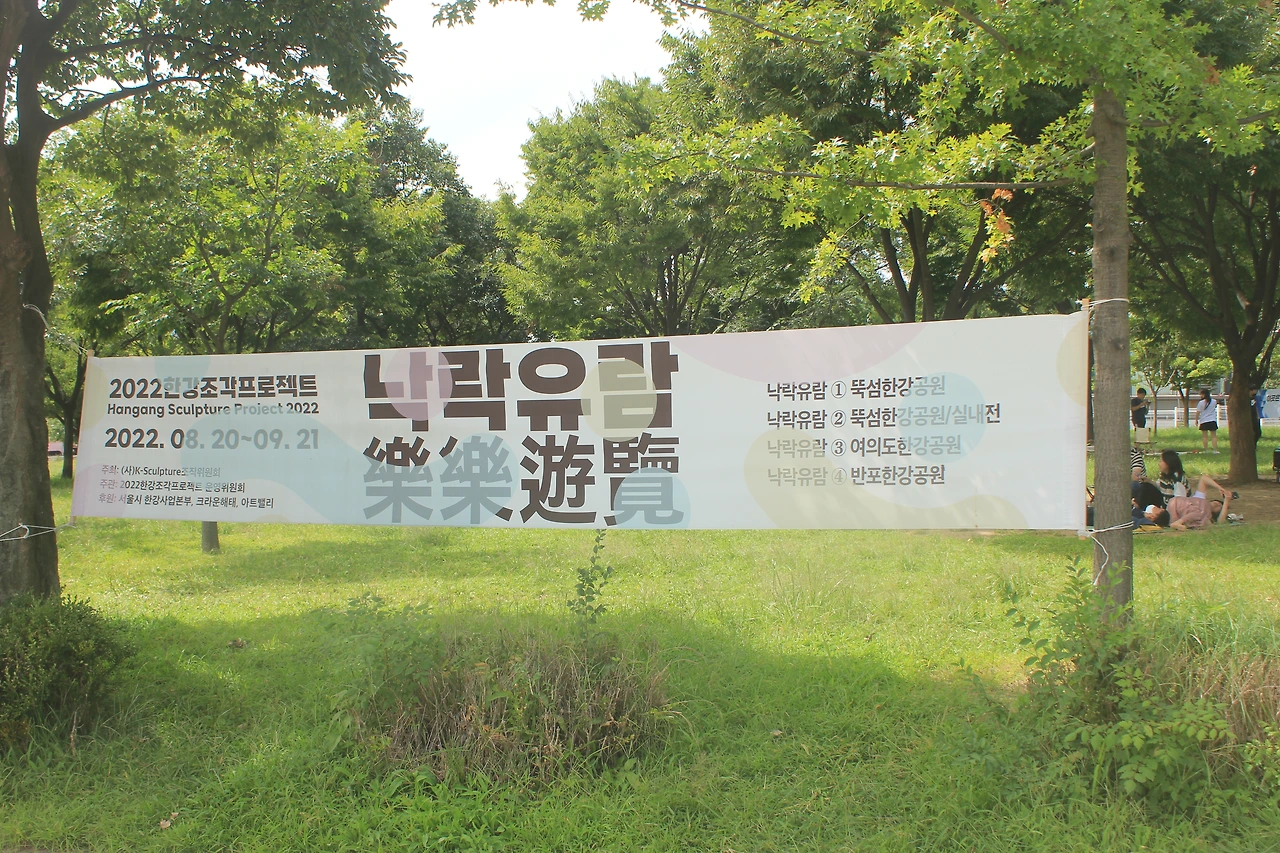 2022한강조각프로젝트
Hangang Sculpture Project 2022
2022. 08. 20~09. 21
주최: (사)K-Sculpture조직위원회
주관: 2022한강조각프로젝트 운영위원회
후원: 서울시 한강사업본부, 크라운해태, 아트밸리
낙락유람
樂樂遊覽
낙락유람 ① 뚝섬한강공원
낙락유람 ② 뚝섬한강공원/실내전
낙락유람 ③ 여의도한강공원
낙락유람 ④ 반포한강공원